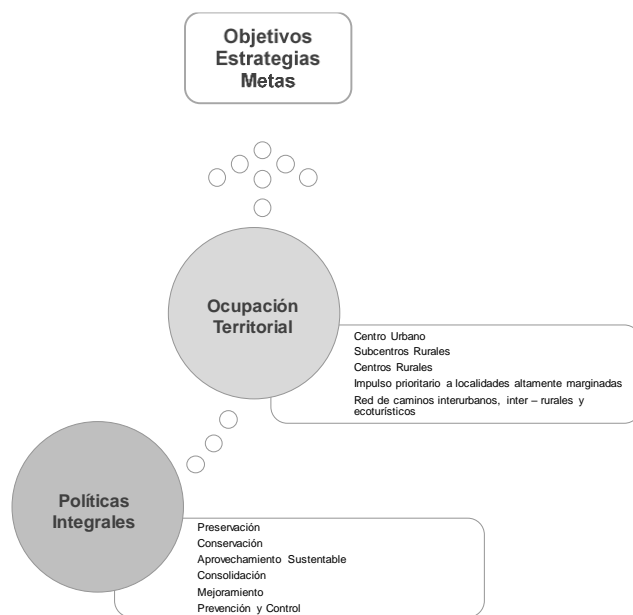 Objetivos
Estrategias
Metas
Ocupación
Territorial
Centro Urbano
Subcentros Rurales
Centros Rurales
Impulso prioritario a localidades altamente marginadas
Red de caminos interurbanos, inter – rurales y
ecoturísticos
Políticas
Integrales
Preservación
Conservación
Aprovechamiento Sustentable
Consolidación
Mejoramiento
Prevención y Control